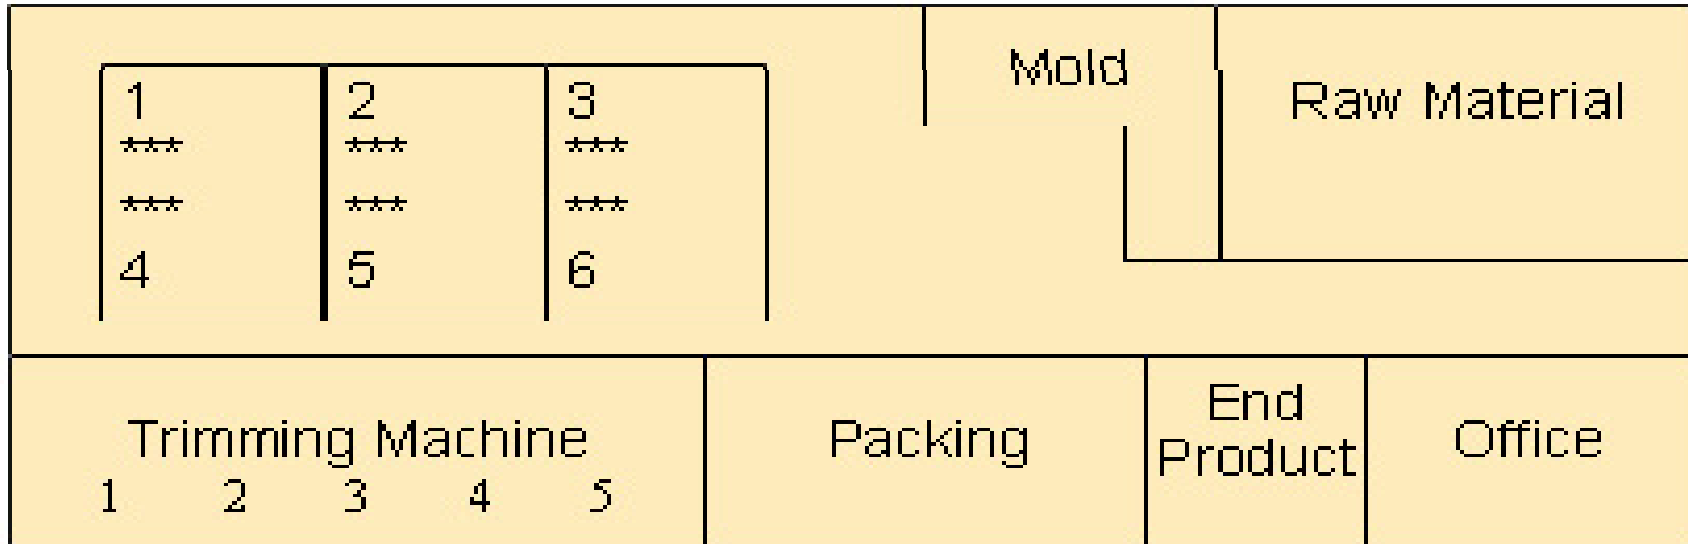 Mold
Raw Material
1 2 3
*** *** ***
*** *** ***
4 5 6
Trimming Machine
1 2 3 4 5
Packing
End
Product
Office